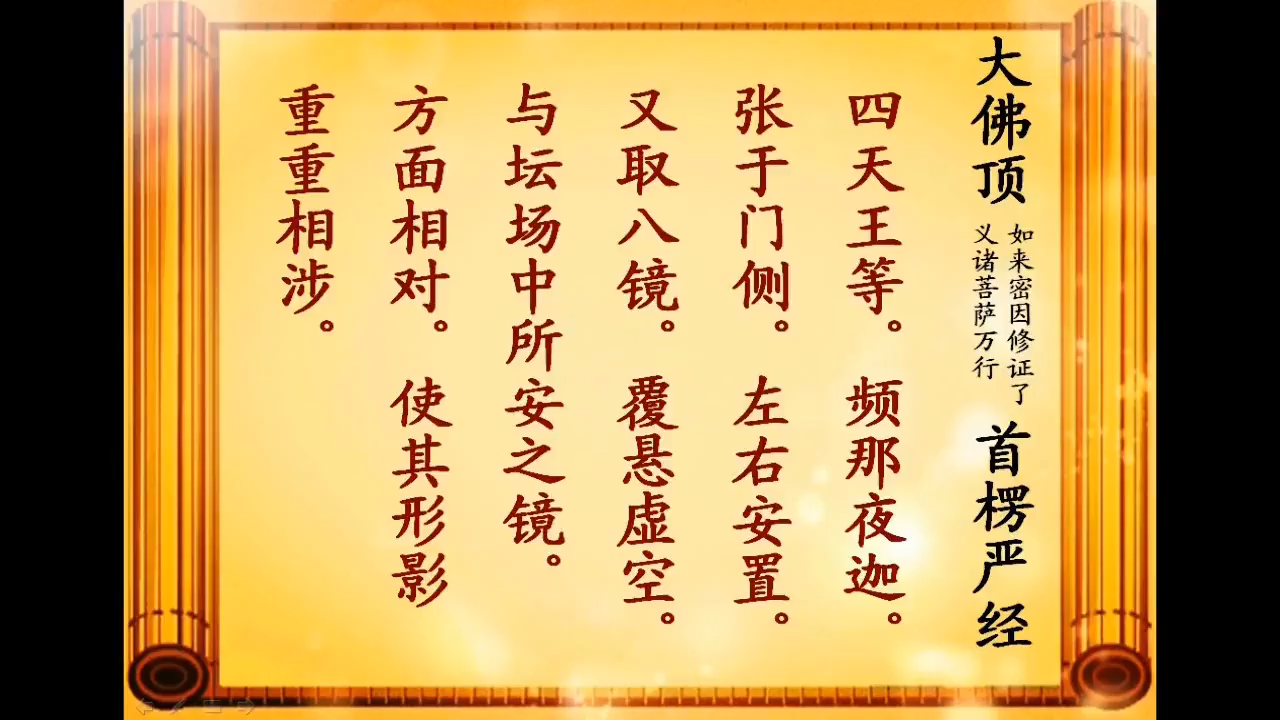 大佛顶
如来密因修证了
义诸菩萨万行
首楞严经
四天王等。频那夜迦。
张于门侧。左右安置。
又取八镜。覆悬虚空。
与坛场中所安之镜。
方面相对。使其形影
重重相涉。